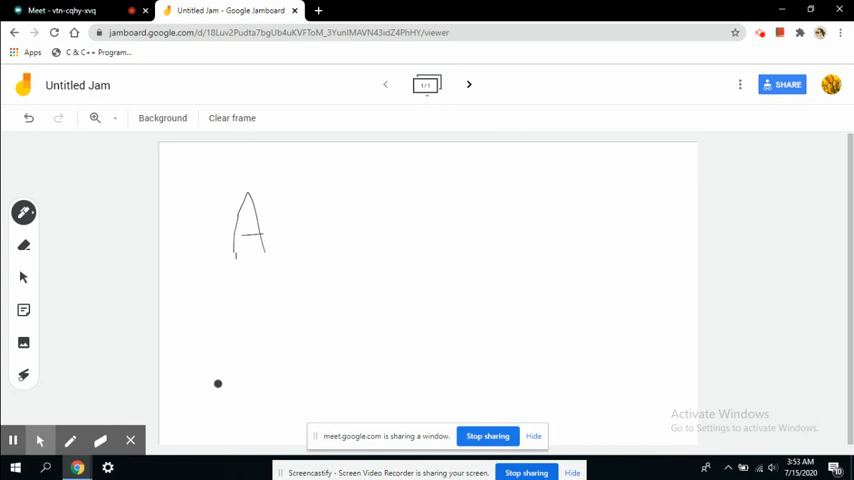 Meet - vtn-cqhy-xvq
Untitled Jam - Google Jamboard
jamboard.google.com/d/18Luv2Pudta7bgUb4uKVFToM_3YunIMAVN43idZ4PhHY/viewer
Apps
C & C++ Program...
Untitled Jam
1/1
SHARE
Background
Clear frame
A
Activate Windows
Go to Settings to activate Windows.
meet.google.com is sharing a window.
Stop sharing
Hide
Screencastify - Screen Video Recorder is sharing your screen.
Stop sharing
Hide
3:53 AM
7/15/2020
10